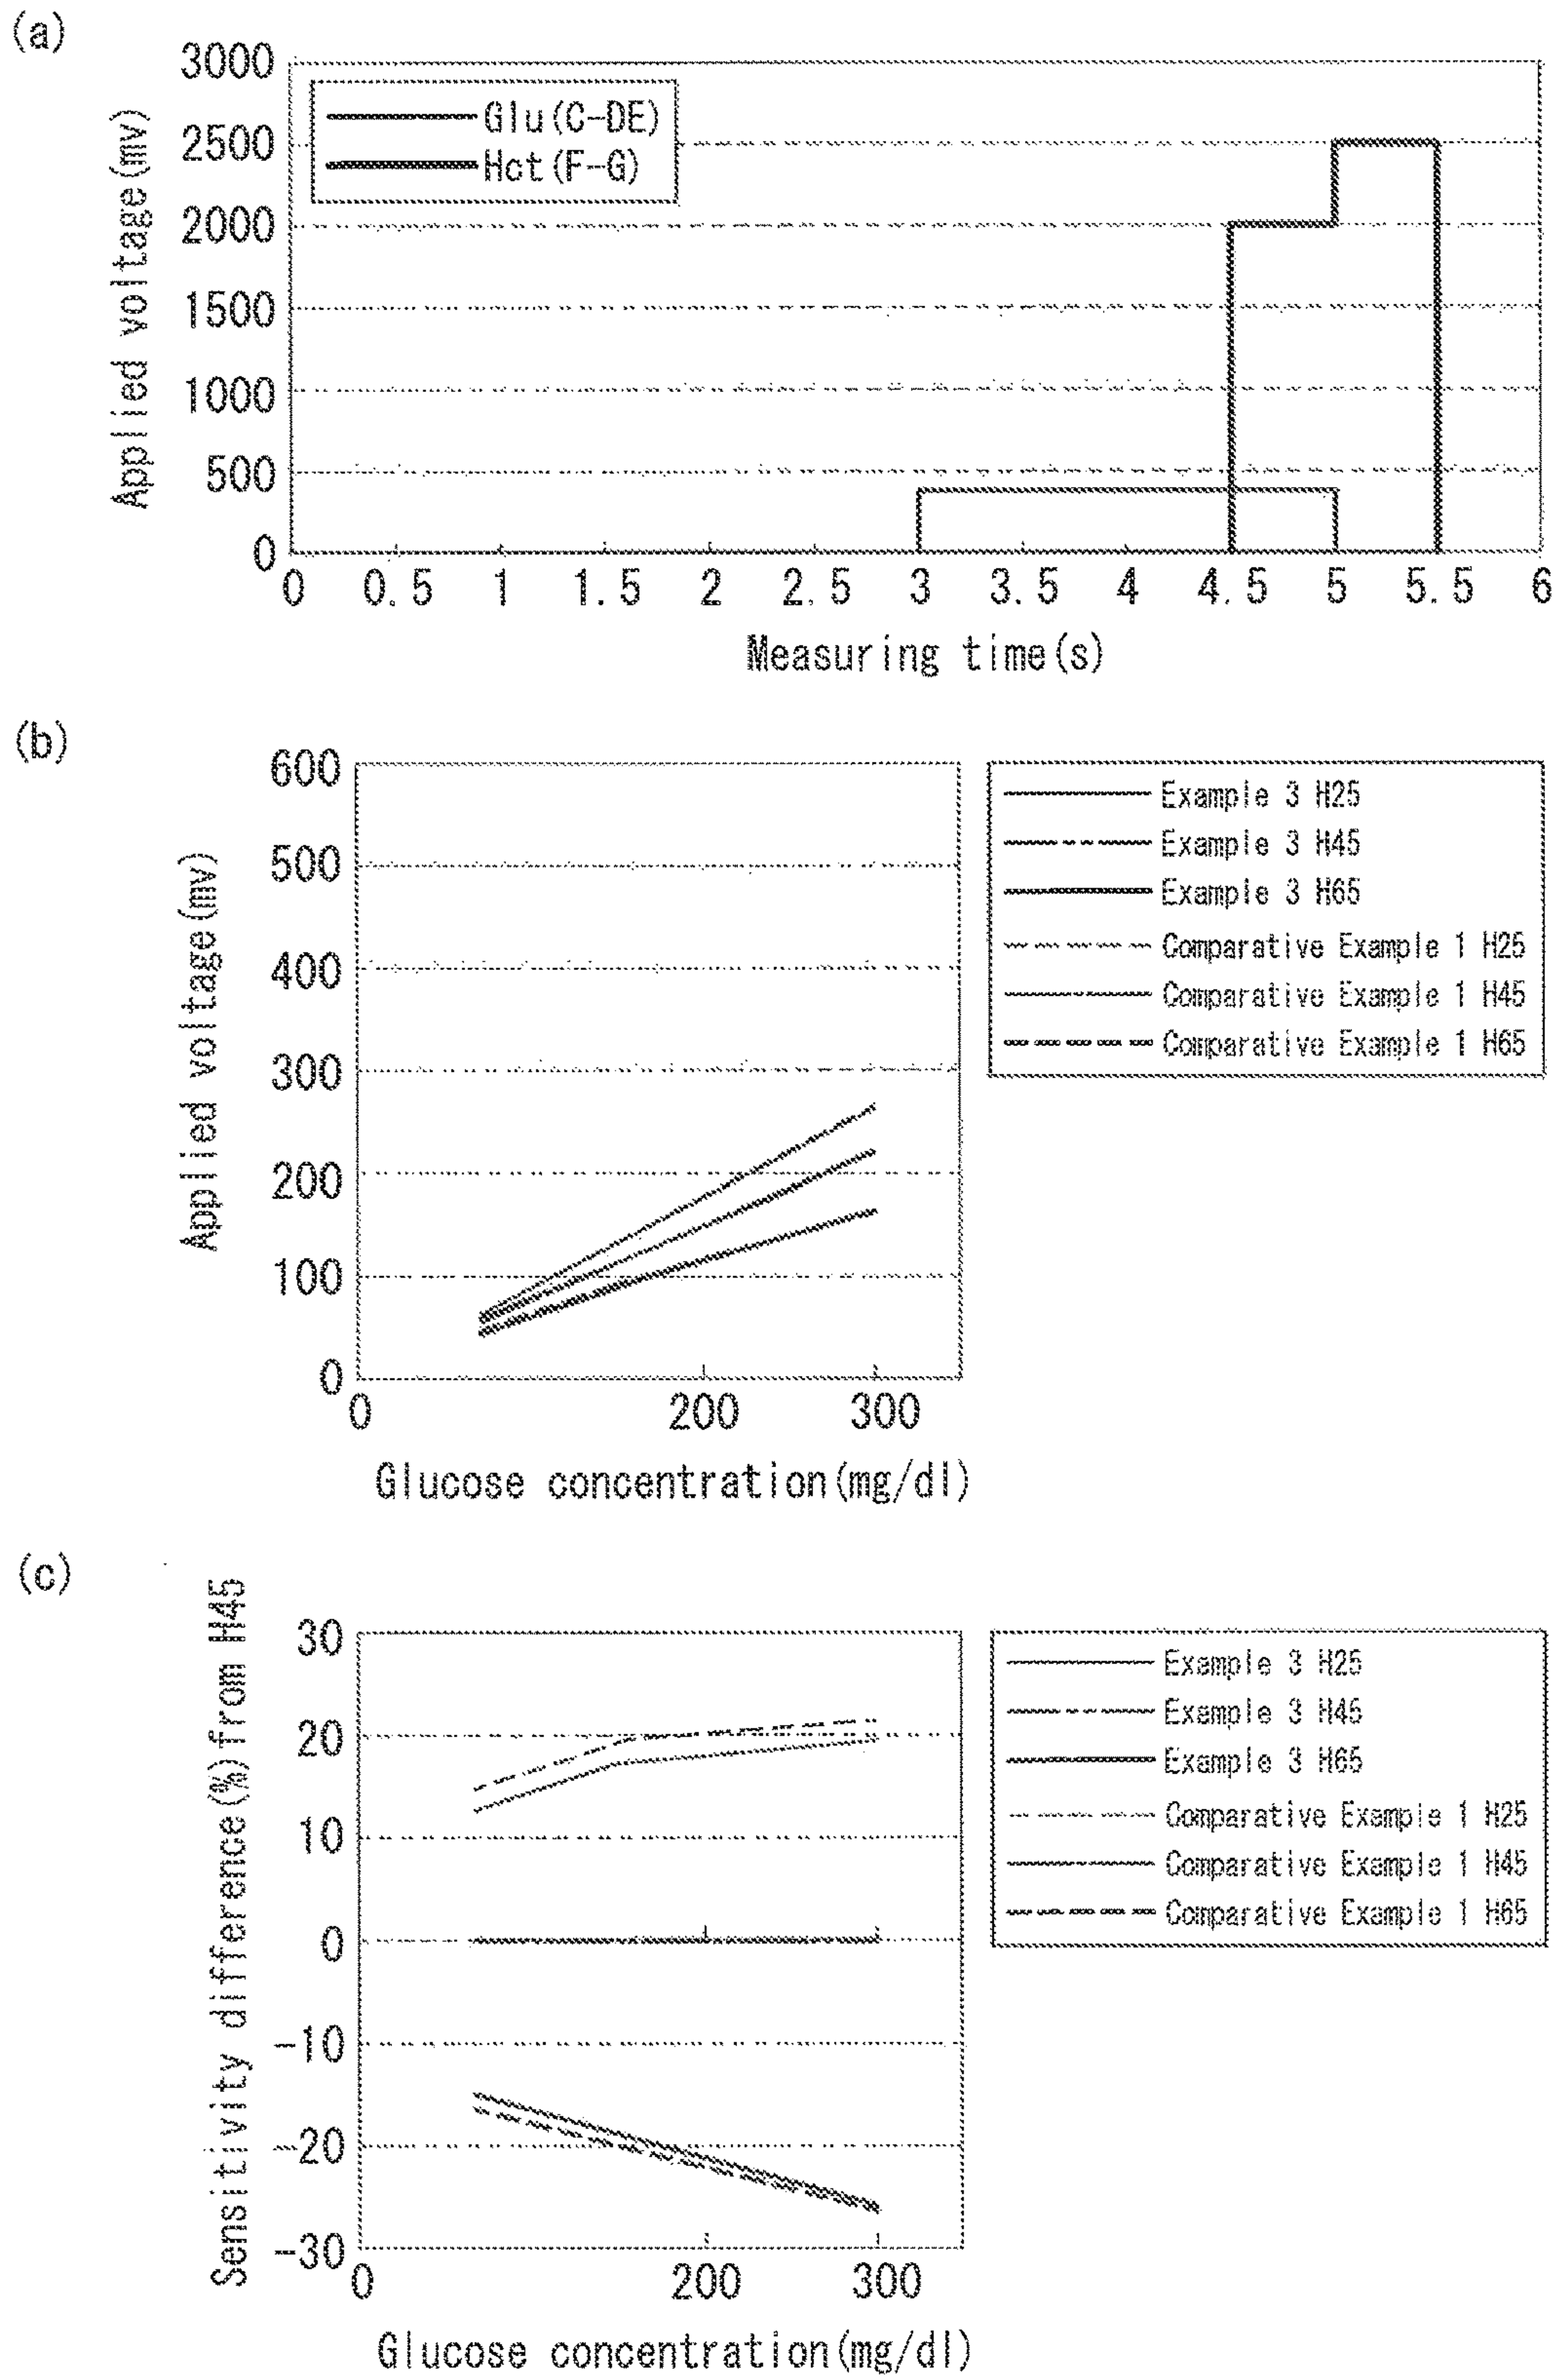 (a)
3000
2500
2000
1500
1000
500
0
Applied voltage(mv)
Glu(C-DE)
Hct(F-G)
0 0.5 1 1.5 2 2.5 3 3.5 4 4.5 5 5.5 6
Measuring time(s)
(b)
600
500
400
300
200
100
0
Applied voltage(mv)
0 200 300
Glucose concentration(mg/dl)
Example 3 H25
Example 3 H45
Example 3 H65
Comparative Example 1 H25
Comparative Example 1 H45
Comparative Example 1 H65
(c)
30
20
10
0
-10
-20
-30
Sensitivity difference(%)from H45
0 200 300
Glucose concentration(mg/dl)
Example 3 H25
Example 3 H45
Example 3 H65
Comparative Example 1 H25
Comparative Example 1 H45
Comparative Example 1 H65